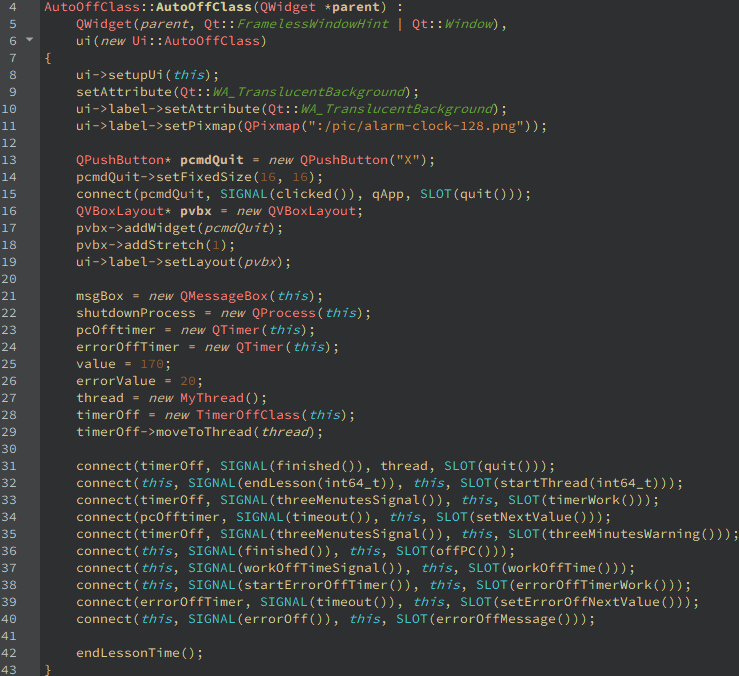 4 AutoOffClass::AutoOffClass(QWidget *parent) :
5     QWidget(parent, Qt::FramelessWindowHint | Qt::Window),
6     ui(new Ui::AutoOffClass)
7 {
8     ui->setupUi(this);
9     setAttribute(Qt::WA_TranslucentBackground);
10     ui->label->setAttribute(Qt::WA_TranslucentBackground);
11     ui->label->setPixmap(QPixmap(":/pic/alarm-clock-128.png"));
12
13     QPushButton* pcmdQuit = new QPushButton("X");
14     pcmdQuit->setFixedSize(16, 16);
15     connect(pcmdQuit, SIGNAL(clicked()), qApp, SLOT(quit()));
16     QVBoxLayout* pvbx = new QVBoxLayout;
17     pvbx->addWidget(pcmdQuit);
18     pvbx->addStretch(1);
19     ui->label->setLayout(pvbx);
20
21     msgBox = new QMessageBox(this);
22     shutdownProcess = new QProcess(this);
23     pcOfftimer = new QTimer(this);
24     errorOffTimer = new QTimer(this);
25     value = 170;
26     errorValue = 20;
27     thread = new MyThread();
28     timerOff = new TimerOffClass(this);
29     timerOff->moveToThread(thread);
30
31     connect(timerOff, SIGNAL(finished()), thread, SLOT(quit()));
32     connect(this, SIGNAL(endLesson(int64_t)), this, SLOT(startThread(int64_t)));
33     connect(timerOff, SIGNAL(threeMenutesSignal()), this, SLOT(timerWork()));
34     connect(pcOfftimer, SIGNAL(timeout()), this, SLOT(setNextValue()));
35     connect(timerOff, SIGNAL(threeMenutesSignal()), this, SLOT(threeMinutesWarning()));
36     connect(this, SIGNAL(finished()), this, SLOT(offPC()));
37     connect(this, SIGNAL(workOffTimeSignal()), this, SLOT(workOffTime()));
38     connect(this, SIGNAL(startErrorOffTimer()), this, SLOT(errorOffTimerWork()));
39     connect(errorOffTimer, SIGNAL(timeout()), this, SLOT(setErrorOffNextValue()));
40     connect(this, SIGNAL(errorOff()), this, SLOT(errorOffMessage()));
41
42     endLessonTime();
43 }